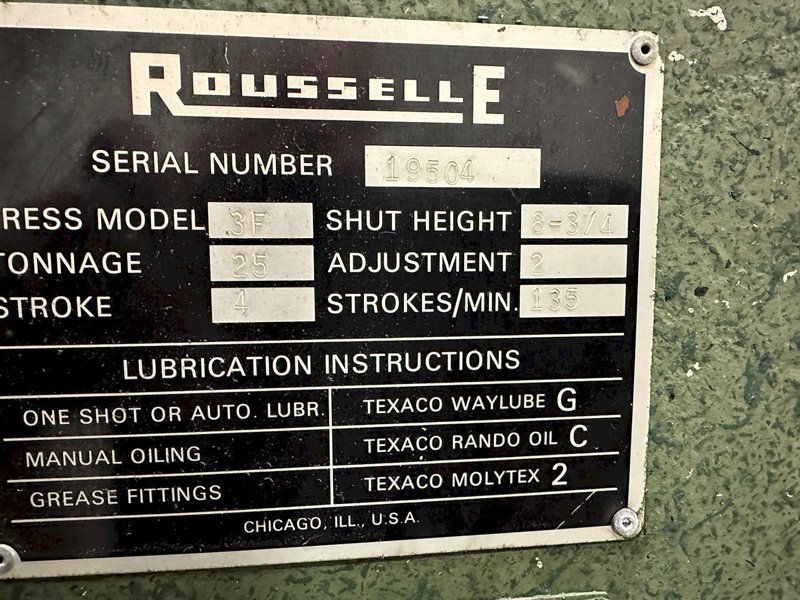 ROUSSELLE
SERIAL NUMBER 19504
RESS MODEL 3F SHUT HEIGHT 8-3/4
TONNAGE 25 ADJUSTMENT 2
STROKE 4 STROKES/MIN. 135
LUBRICATION INSTRUCTIONS
ONE SHOT OR AUTO. LUBR. TEXACO WAYLUBE G
MANUAL OILING TEXACO RANDO OIL C
GREASE FITTINGS TEXACO MOLYTEX 2
CHICAGO, ILL., U.S.A.